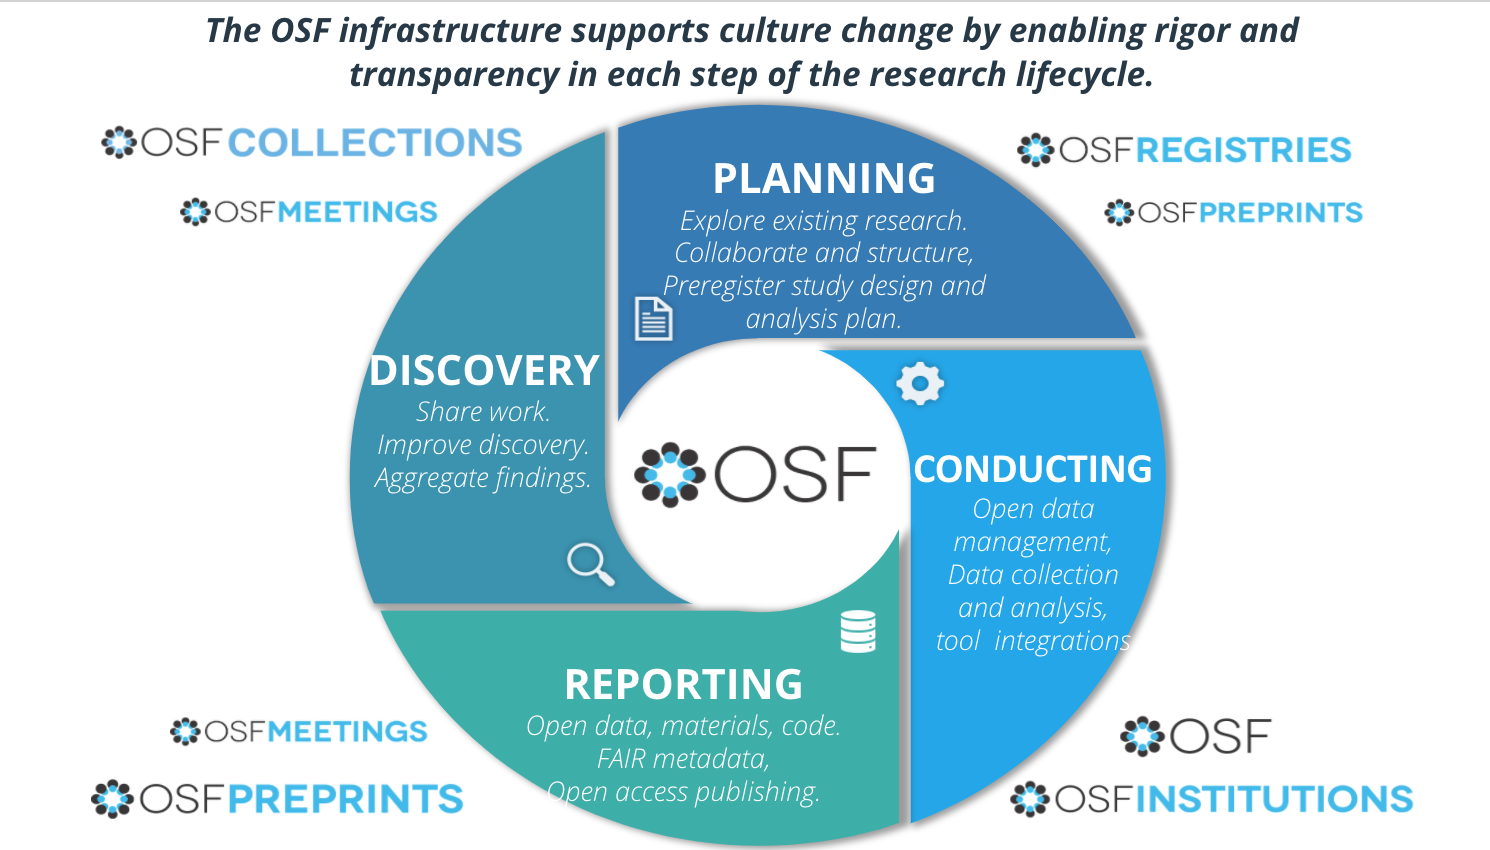 The OSF infrastructure supports culture change by enabling rigor and
transparency in each step of the research lifecycle.
OSF COLLECTIONS
OSFMEETINGS
OSFREGISTRIES
OSFPREPRINTS
PLANNING
Explore existing research.
Collaborate and structure,
Preregister study design and
analysis plan.
DISCOVERY
Share work.
Improve discovery.
Aggregate findings.
OSF
CONDUCTING
Open data
management,
Data collection
and analysis,
tool integrations
REPORTING
Open data, materials, code.
FAIR metadata,
Open access publishing.
OSFMEETINGS
OSFPREPRINTS
OSF
OSFINSTITUTIONS